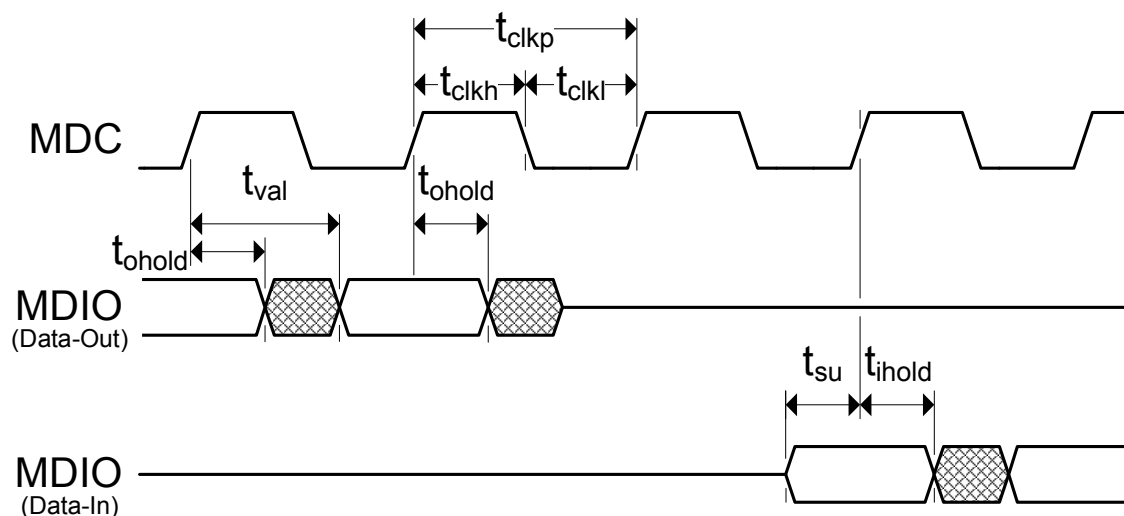 tclkp
tclkh tclkl
MDC
tval tohold
tohold
MDIO
(Data-Out)
tsu tihold
MDIO
(Data-In)